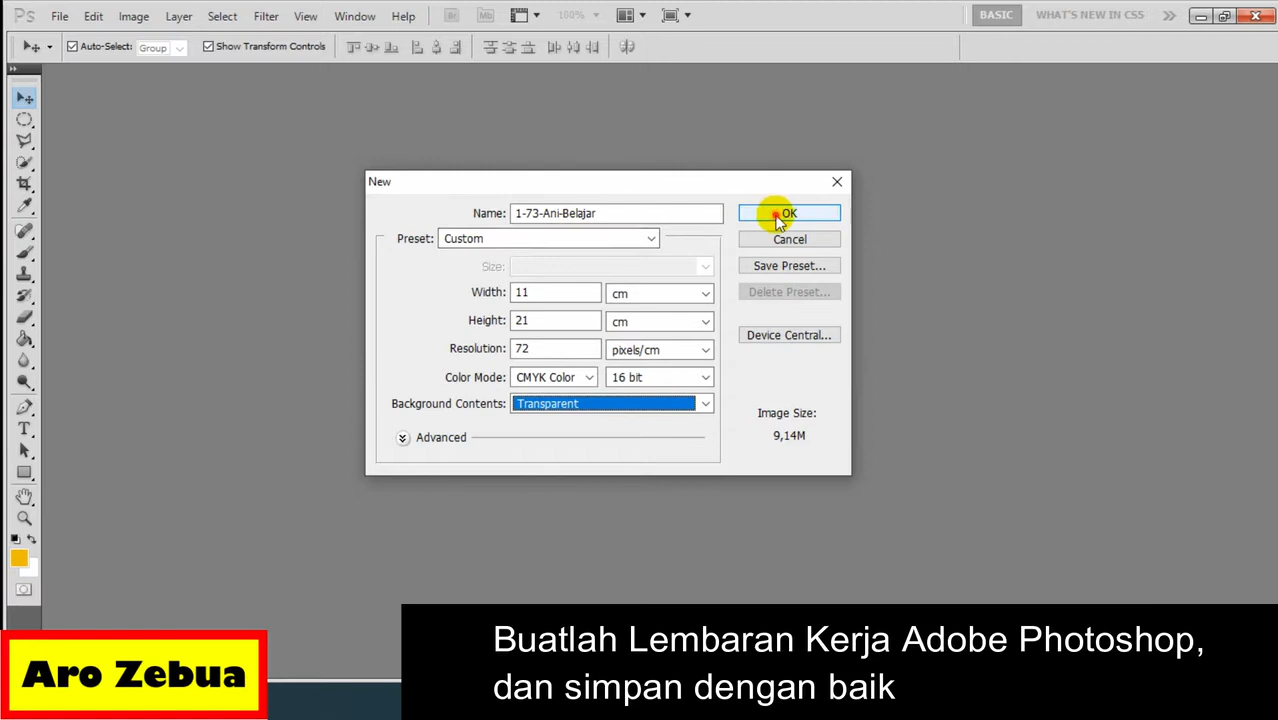 Ps File Edit Image Layer Select Filter View Window Help Br Mb 100% BASIC WHAT'S NEW IN CS5
Auto-Select: Group Show Transform Controls
New
Name: 1-73-Ani-Belajar OK
Preset: Custom Cancel
Size: Save Preset...
Width: 11 cm Delete Preset...
Height: 21 cm
Device Central...
Resolution: 72 pixels/cm
Color Mode: CMYK Color 16 bit
Background Contents: Transparent
Image Size:
Advanced 9,14M
T
Buatlah Lembaran Kerja Adobe Photoshop,
dan simpan dengan baik
Aro Zebua